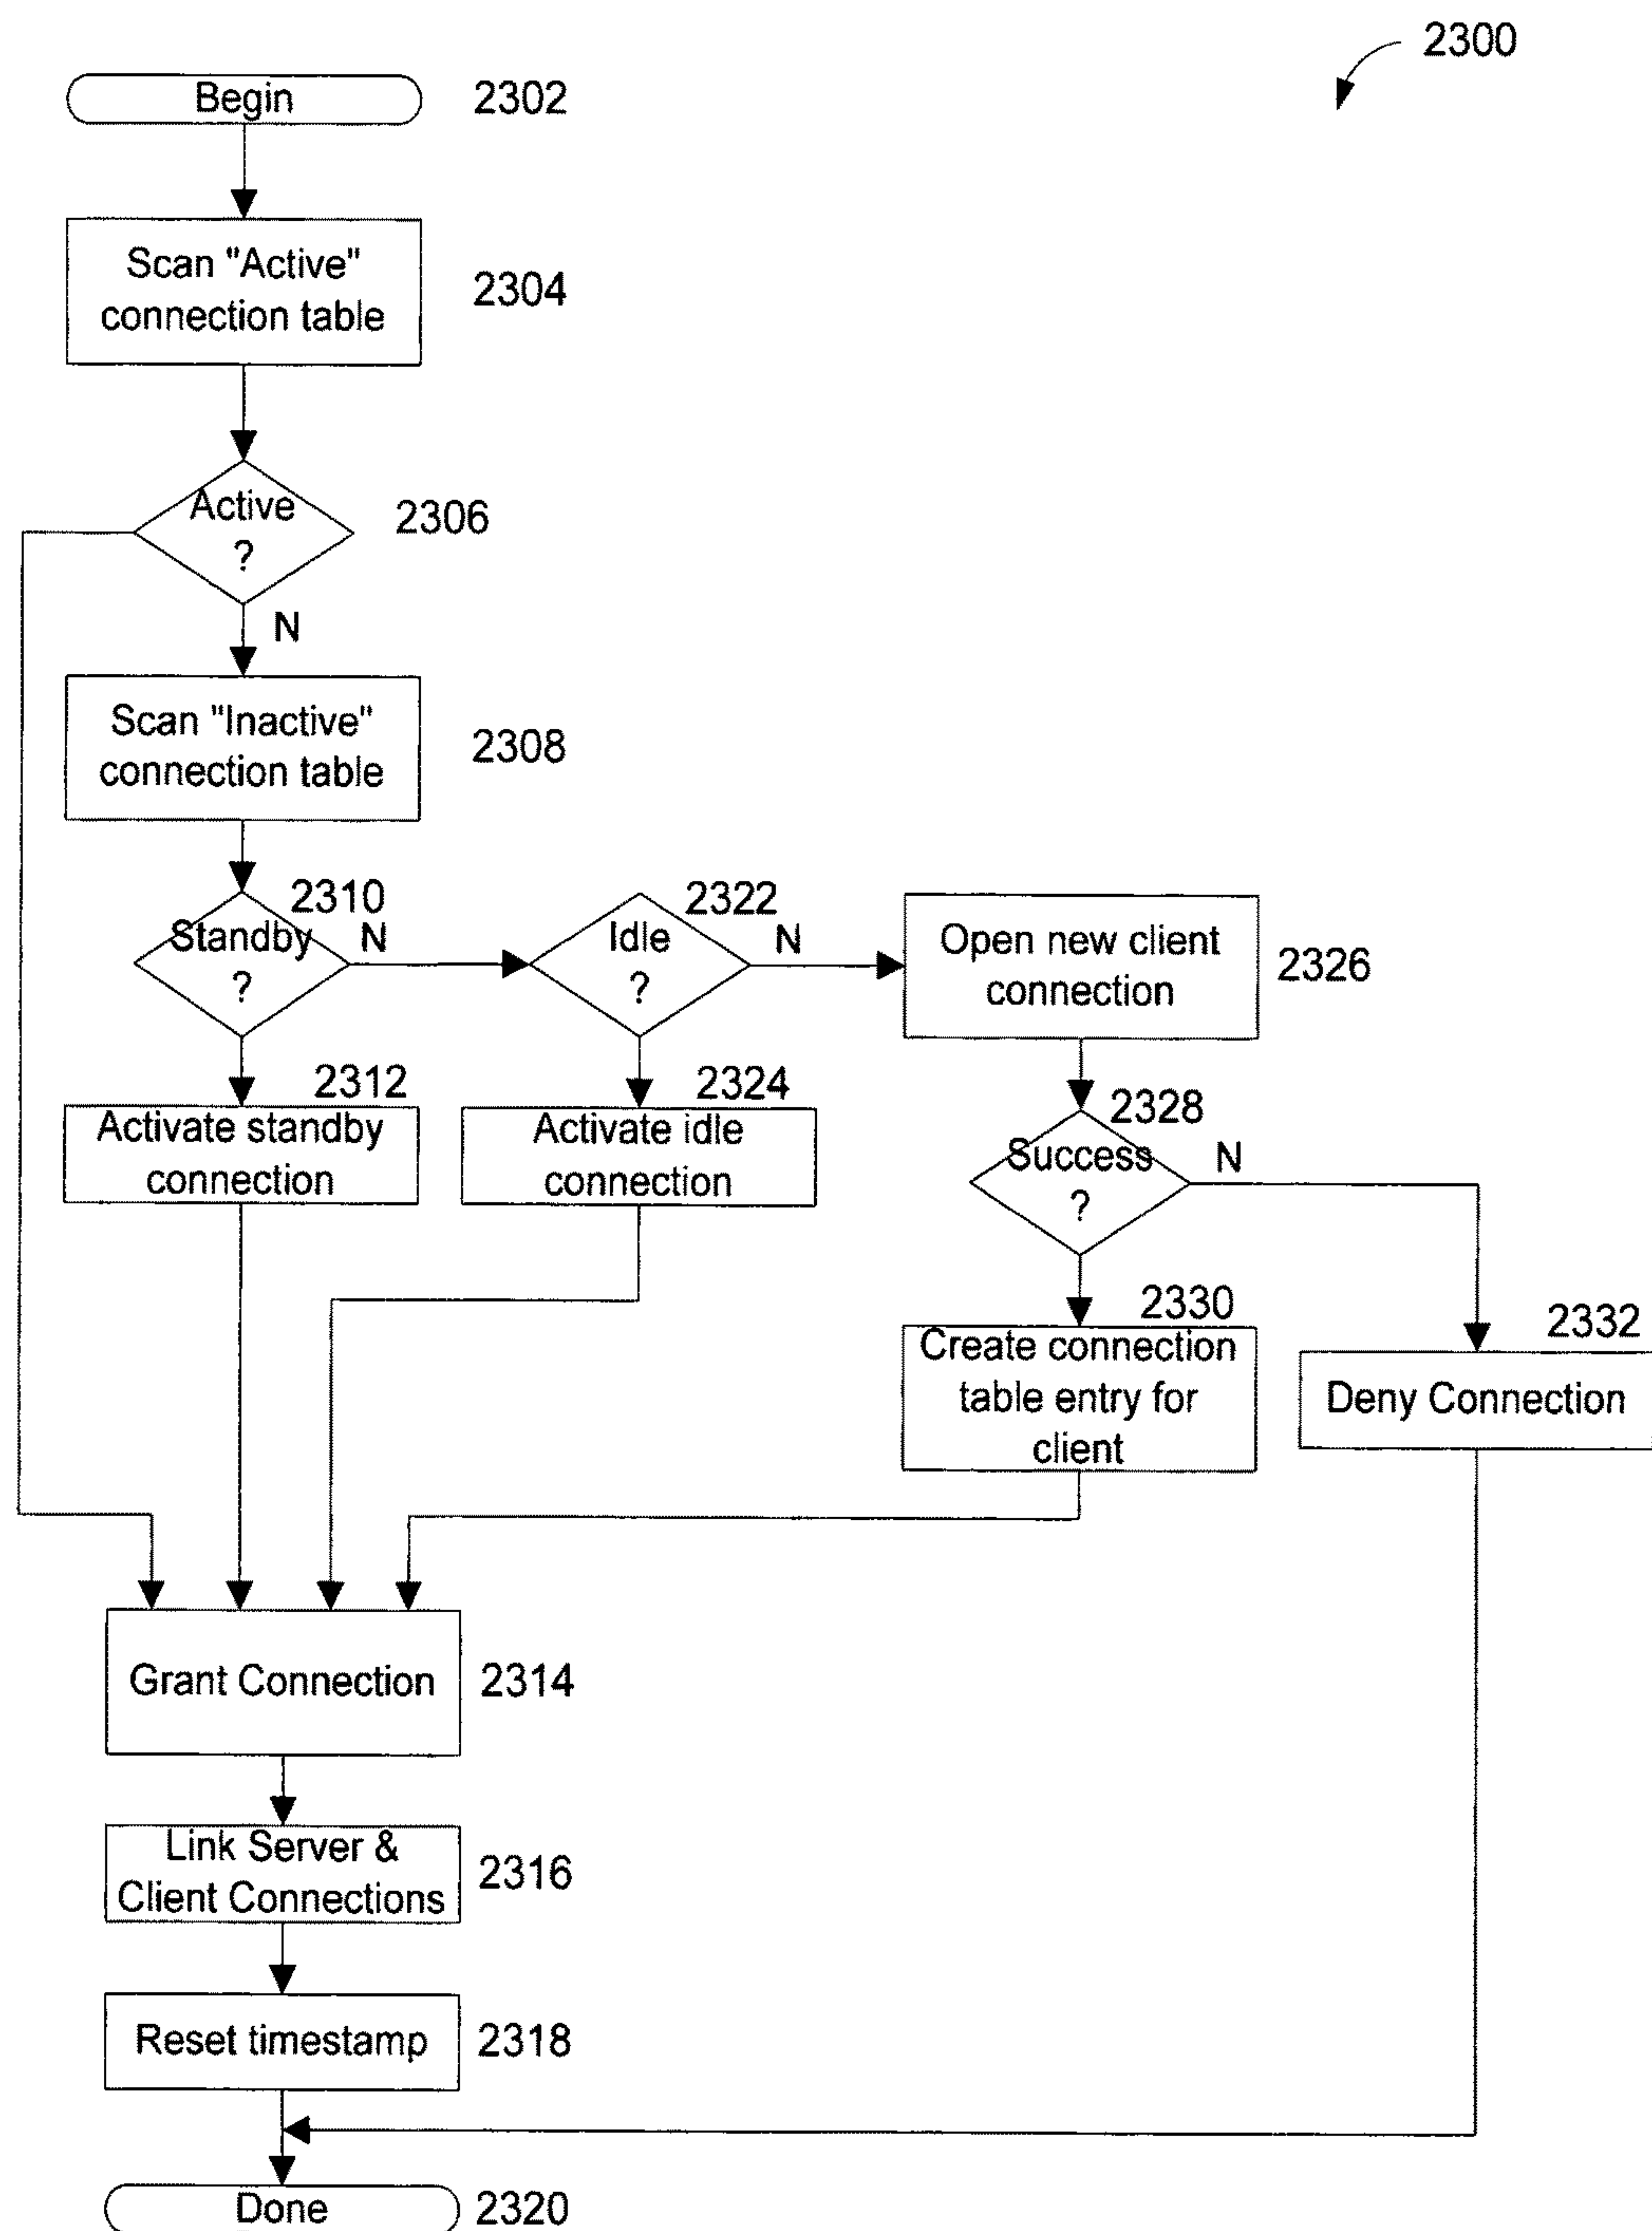 2300
Begin
2302
Scan "Active"
connection table
2304
Active
?
2306
N
Scan "Inactive"
connection table
2308
2310
Standby
?
N
2322
Idle
?
N
Open new client
connection
2326
2312
Activate standby
connection
2324
Activate idle
connection
2328
Success
?
N
2330
Create connection
table entry for
client
2332
Deny Connection
Grant Connection
2314
Link Server &
Client Connections
2316
Reset timestamp
2318
Done
2320